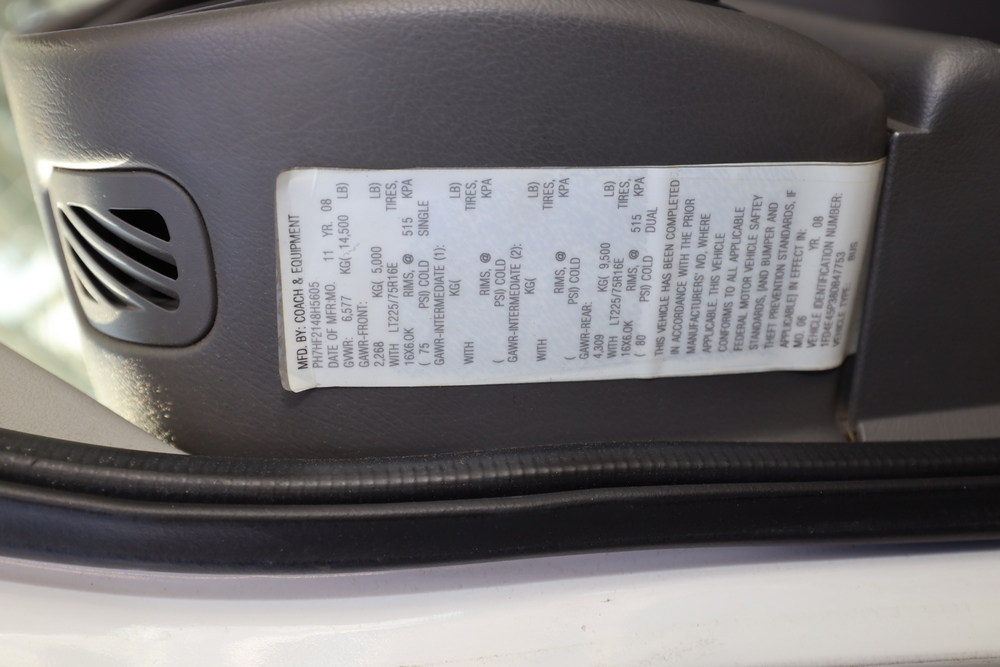 MFD. BY: COACH & EQUIPMENT
PH7HF2148H5605
DATE OF MFR:MO. 11 YR. 08
GVWR: 6,577 KG( 14,500 LB)
GAWR-FRONT:
2,268 KG( 5,000 LB)
WITH LT225/75R16E TIRES,
16X6.0K RIMS, @ 515 KPA
( 75 PSI) COLD SINGLE
GAWR-INTERMEDIATE (1):
KG( LB)
WITH TIRES,
RIMS, @ KPA
( PSI) COLD
GAWR-INTERMEDIATE (2):
KG( LB)
WITH TIRES,
RIMS, @ KPA
( PSI) COLD
GAWR-REAR:
4,309 KG( 9,500 LB)
WITH LT225/75R16E TIRES,
16X6.0K RIMS, @ 515 KPA
( 80 PSI) COLD DUAL
THIS VEHICLE HAS BEEN COMPLETED
IN ACCORDANCE WITH THE PRIOR
MANUFACTURERS' IVD, WHERE
APPLICABLE. THIS VEHICLE
CONFORMS TO ALL APPLICABLE
FEDERAL MOTOR VEHICLE SAFTEY
STANDARDS, [AND BUMPER AND
THEFT PREVENTION STANDARDS, IF
APPLICABLE] IN EFFECT IN:
MO. 06 YR. 08
VEHICLE IDENTIFICATION NUMBER:
1FD4E45P38DB47753
VEHICLE TYPE BUS